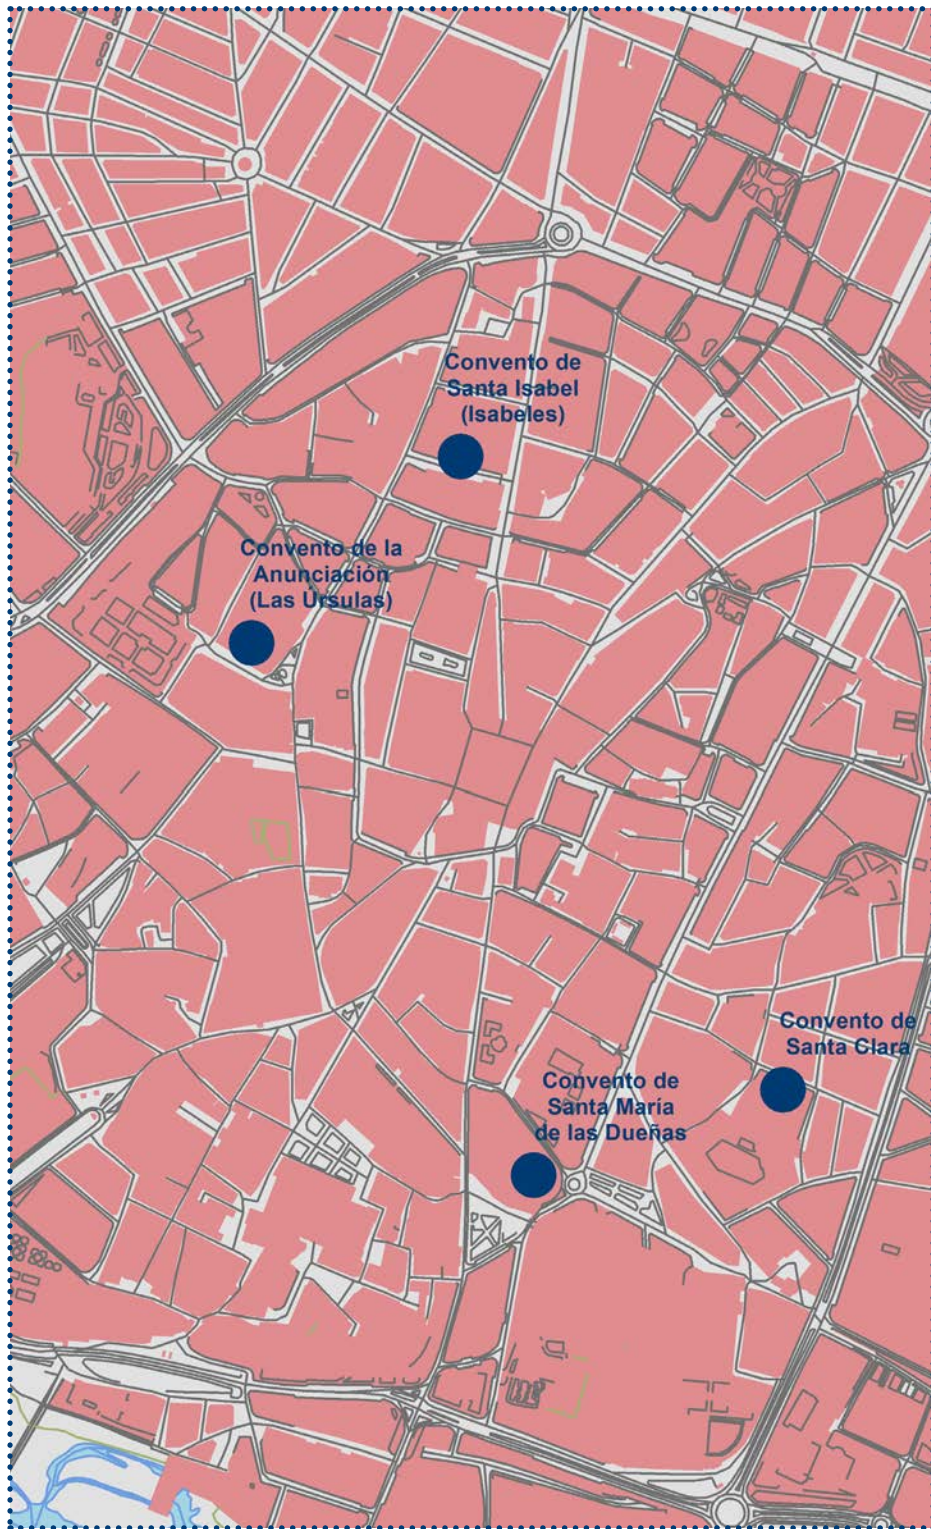 Convento de
Santa Isabel
(Isabeles)
Convento de la
Anunciación
(Las Úrsulas)
Convento de
Santa Clara
Convento de
Santa María
de las Dueñas